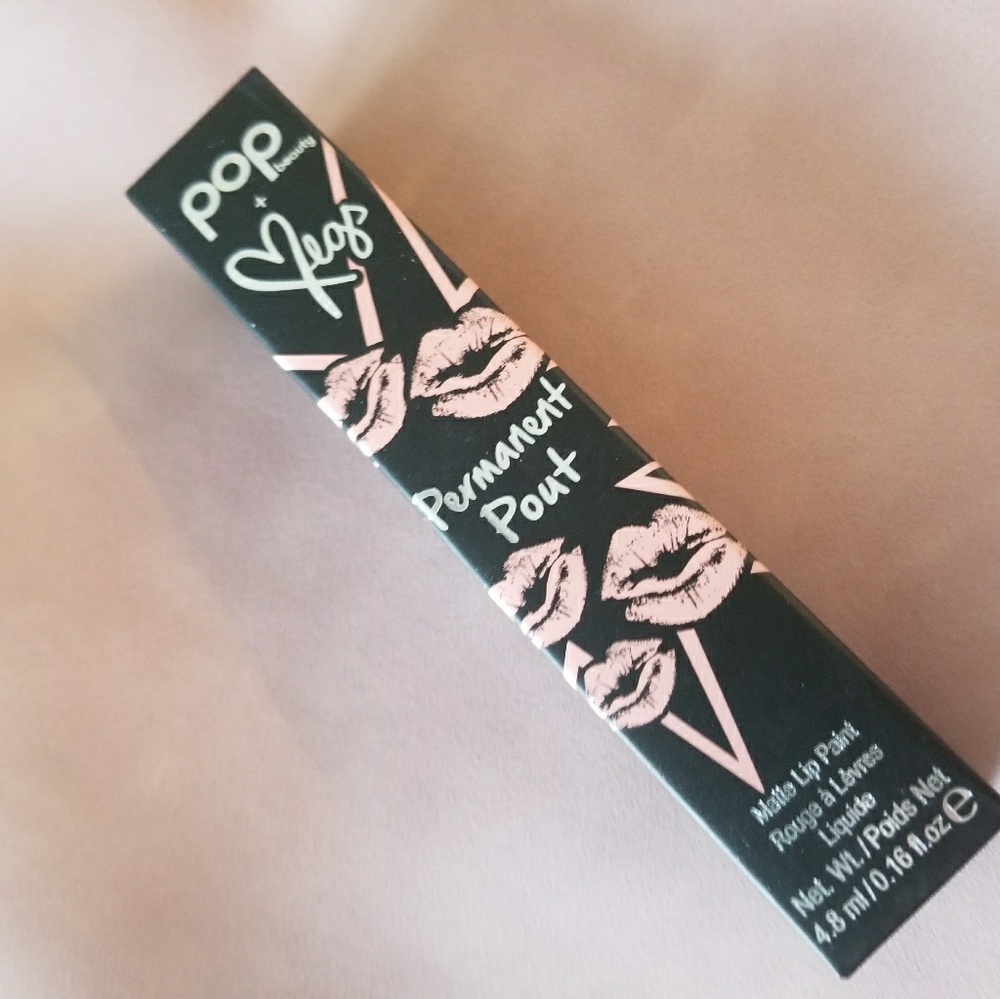 pop
beauty
+
Megs
Permanent
Pout
Matte Lip Paint
Rouge à Lèvres
Liquide
Net. Wt. / Poids Net
4.8 ml / 0.16 fl.oz e